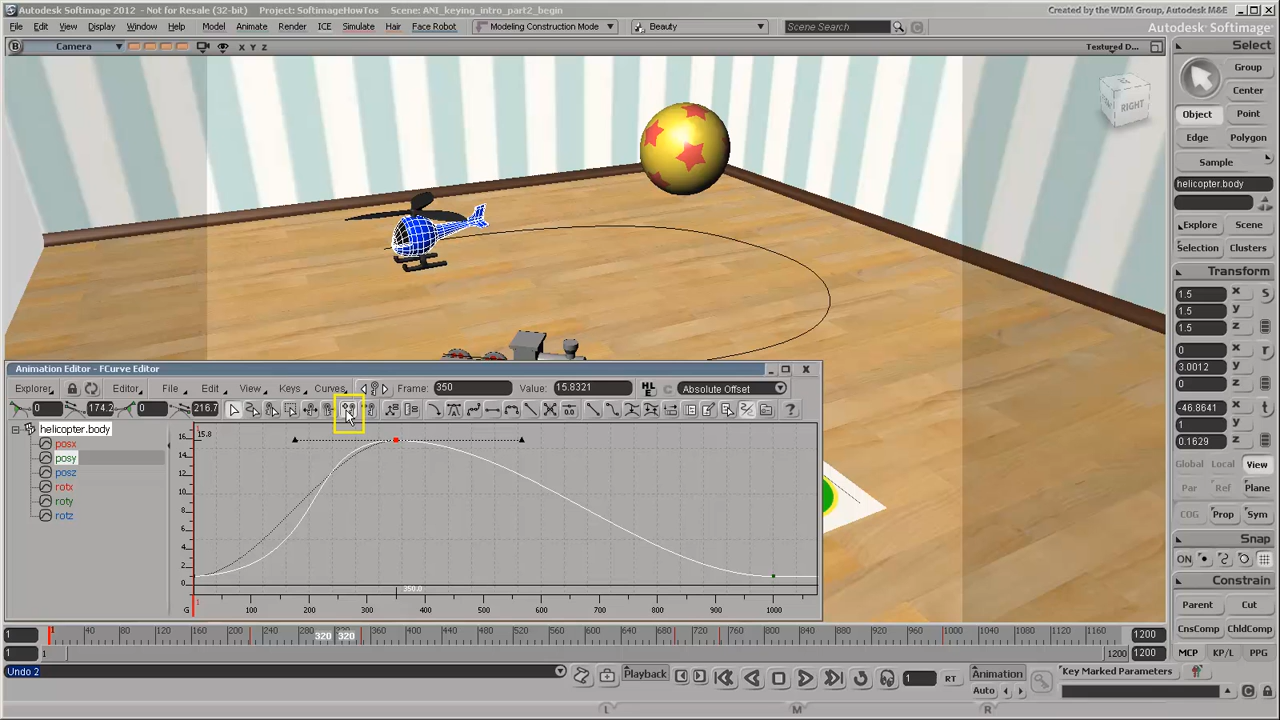 Autodesk Softimage 2012 - Not for Resale (32-bit) Project: SoftimageHowTos Scene: ANI_keying_intro_part2_begin Created by the WDM Group, Autodesk M&E
File Edit View Display Window Help Model Animate Render ICE Simulate Hair Face Robot Modeling Construction Mode Beauty Scene Search Autodesk Softimage
B Camera X Y Z Textured D...
RIGHT
Select
Group
Center
Object Point
Edge Polygon
Sample
helicopter.body
Explore Scene
Selection Clusters
Transform
1.5 x s
1.5 y
1.5 z
0 x r
3.0012 y
0 z
-46.8641 x t
1 y
0.1629 z
Global Local View
Par Ref Plane
COG Prop Sym
Snap
ON
Constrain
Parent Cut
CnsComp ChldComp
MCP KP/L PPG
Animation Editor - FCurve Editor
Explorer Editor File Edit View Keys Curves Frame: 350 Value: 15.8321 HLE C Absolute Offset
0 174.2 0 216.7 ?
helicopter.body
posx
posy
posz
rotx
roty
rotz
16 15.8
14
12
10
8
6
4
2
0
1 350.0
G 100 200 300 400 500 600 700 800 900 1000
1 1 40 80 120 160 200 240 280 320 320 400 440 480 520 560 600 640 680 720 760 800 840 880 920 960 1000 1040 1080 1120 1160 1200
1 1 1200 1200
Undo 2 Playback 1 RT Animation Key Marked Parameters
Auto C
L M R